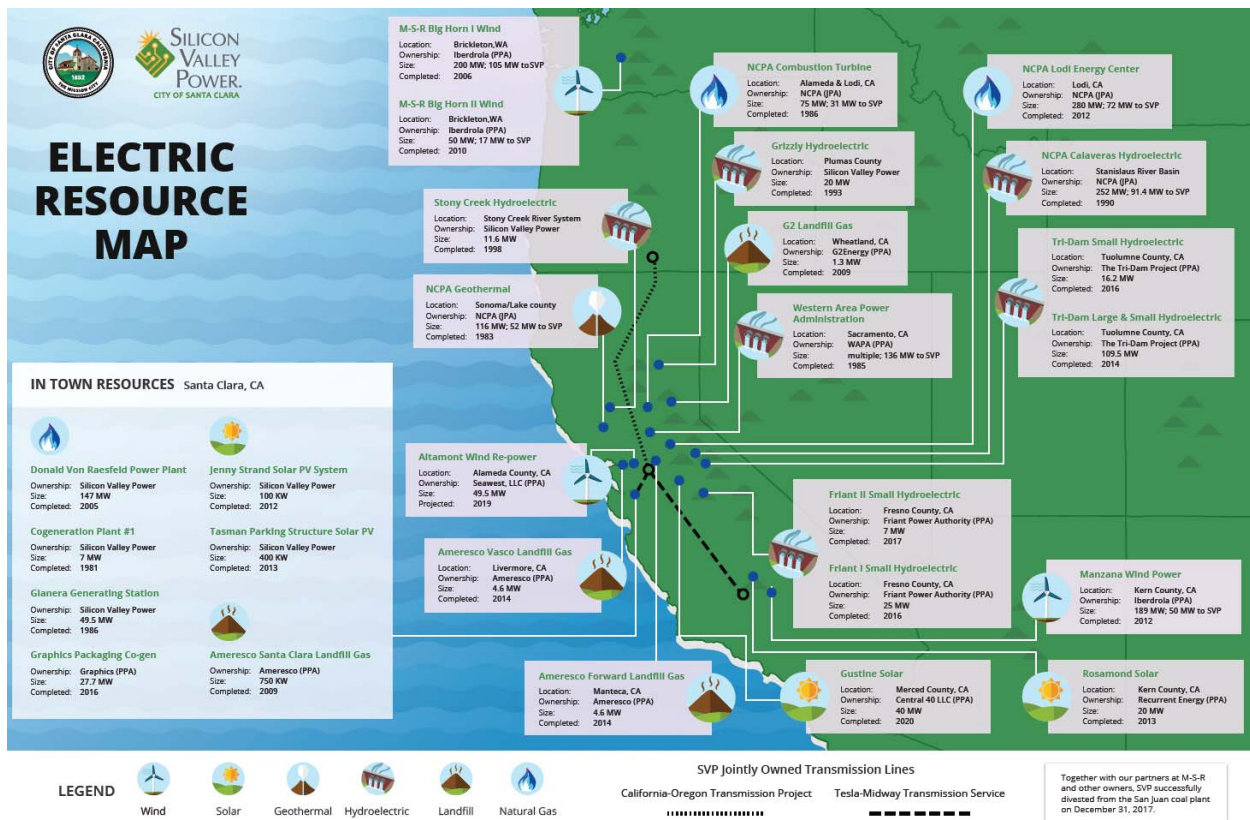 CITY OF SANTA CLARA CALIFORNIA
1852
THE MISSION CITY
SILICON
VALLEY
POWER.
CITY OF SANTA CLARA
ELECTRIC
RESOURCE
MAP
M-S-R Big Horn I Wind
Location: Brickleton,WA
Ownership: Iberdrola (PPA)
Size: 200 MW; 105 MW to SVP
Completed: 2006
M-S-R Big Horn II Wind
Location: Brickleton,WA
Ownership: Iberdrola (PPA)
Size: 50 MW; 17 MW to SVP
Completed: 2010
NCPA Combustion Turbine
Location: Alameda & Lodi, CA
Ownership: NCPA (JPA)
Size: 75 MW; 31 MW to SVP
Completed: 1986
NCPA Lodi Energy Center
Location: Lodi, CA
Ownership: NCPA (JPA)
Size: 280 MW; 72 MW to SVP
Completed: 2012
Grizzly Hydroelectric
Location: Plumas County
Ownership: Silicon Valley Power
Size: 20 MW
Completed: 1993
NCPA Calaveras Hydroelectric
Location: Stanislaus River Basin
Ownership: NCPA (JPA)
Size: 252 MW; 91.4 MW to SVP
Completed: 1990
Stony Creek Hydroelectric
Location: Stony Creek River System
Ownership: Silicon Valley Power
Size: 11.6 MW
Completed: 1998
G2 Landfill Gas
Location: Wheatland, CA
Ownership: G2Energy (PPA)
Size: 1.3 MW
Completed: 2009
Tri-Dam Small Hydroelectric
Location: Tuolumne County, CA
Ownership: The Tri-Dam Project (PPA)
Size: 16.2 MW
Completed: 2016
Tri-Dam Large & Small Hydroelectric
Location: Tuolumne County, CA
Ownership: The Tri-Dam Project (PPA)
Size: 109.5 MW
Completed: 2014
NCPA Geothermal
Location: Sonoma/Lake county
Ownership: NCPA (JPA)
Size: 116 MW; 52 MW to SVP
Completed: 1983
Western Area Power
Administration
Location: Sacramento, CA
Ownership: WAPA (PPA)
Size: multiple; 136 MW to SVP
Completed: 1985
IN TOWN RESOURCES Santa Clara, CA
Donald Von Raesfeld Power Plant
Ownership: Silicon Valley Power
Size: 147 MW
Completed: 2005
Jenny Strand Solar PV System
Ownership: Silicon Valley Power
Size: 100 KW
Completed: 2012
Cogeneration Plant #1
Ownership: Silicon Valley Power
Size: 7 MW
Completed: 1981
Tasman Parking Structure Solar PV
Ownership: Silicon Valley Power
Size: 400 KW
Completed: 2013
Gianera Generating Station
Ownership: Silicon Valley Power
Size: 49.5 MW
Completed: 1986
Graphics Packaging Co-gen
Ownership: Graphics (PPA)
Size: 27.7 MW
Completed: 2016
Ameresco Santa Clara Landfill Gas
Ownership: Ameresco (PPA)
Size: 750 KW
Completed: 2009
Altamont Wind Re-power
Location: Alameda County, CA
Ownership: Seawest, LLC (PPA)
Size: 49.5 MW
Projected: 2019
Ameresco Vasco Landfill Gas
Location: Livermore, CA
Ownership: Ameresco (PPA)
Size: 4.6 MW
Completed: 2014
Friant II Small Hydroelectric
Location: Fresno County, CA
Ownership: Friant Power Authority (PPA)
Size: 7 MW
Completed: 2017
Friant I Small Hydroelectric
Location: Fresno County, CA
Ownership: Friant Power Authority (PPA)
Size: 25 MW
Completed: 2016
Manzana Wind Power
Location: Kern County, CA
Ownership: Iberdrola (PPA)
Size: 189 MW; 50 MW to SVP
Completed: 2012
Ameresco Forward Landfill Gas
Location: Manteca, CA
Ownership: Ameresco (PPA)
Size: 4.6 MW
Completed: 2014
Gustine Solar
Location: Merced County, CA
Ownership: Central 40 LLC (PPA)
Size: 40 MW
Completed: 2020
Rosamond Solar
Location: Kern County, CA
Ownership: Recurrent Energy (PPA)
Size: 20 MW
Completed: 2013
LEGEND
Wind
Solar
Geothermal
Hydroelectric
Landfill
Natural Gas
SVP Jointly Owned Transmission Lines
California-Oregon Transmission Project
Tesla-Midway Transmission Service
Together with our partners at M-S-R
and other owners, SVP successfully
divested from the San Juan coal plant
on December 31, 2017.